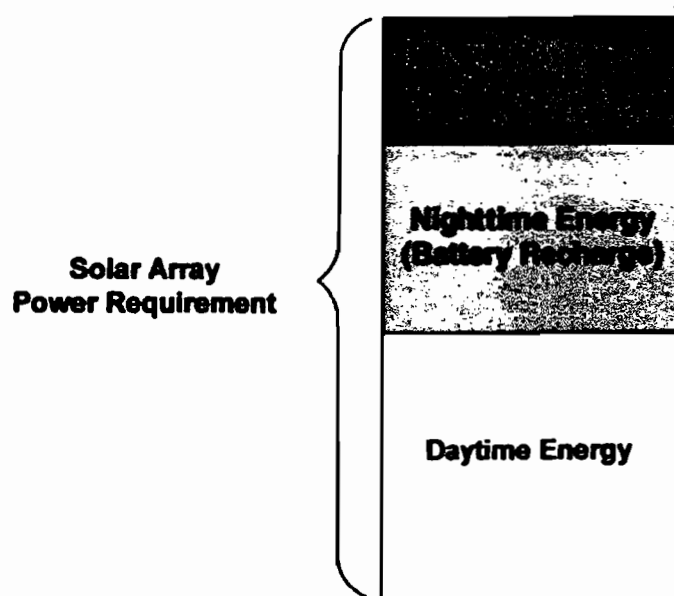 Solar Array
Power Requirement
Nighttime Energy
(Battery Recharge)
Daytime Energy